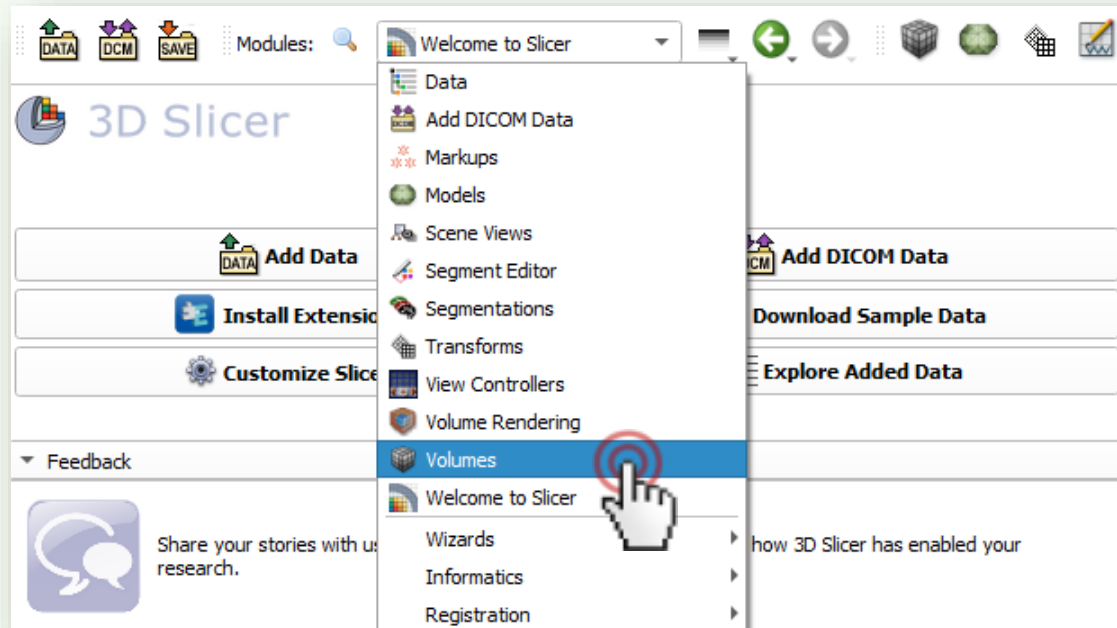 DATA DCM SAVE Modules: Welcome to Slicer
Data
3D Slicer
Add DICOM Data
Markups
Models
Scene Views
DATA Add Data
Add DICOM Data
Segment Editor
Install
Segmentations
Download Sample Data
Transforms
Customize
View Controllers
Explore Added Data
Volume Rendering
Feedback
Volumes
Welcome to Slicer
Share your stories with
Wizards
how 3D Slicer has enabled your
research.
Informatics
Registration